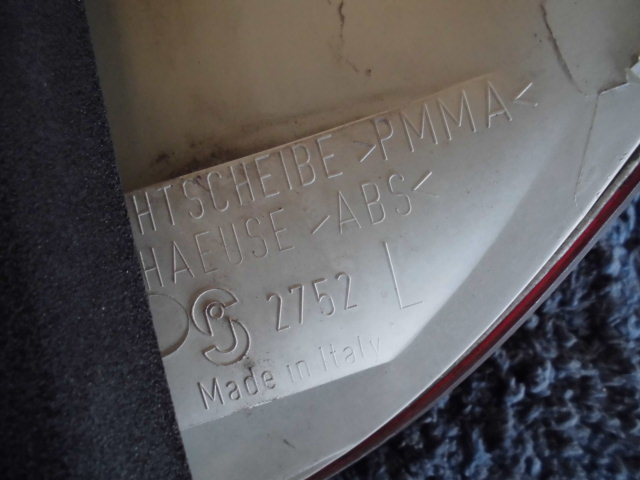 HTSCHEIBE >PMMA<
HAEUSE >ABS<
2752 L
Made in Italy